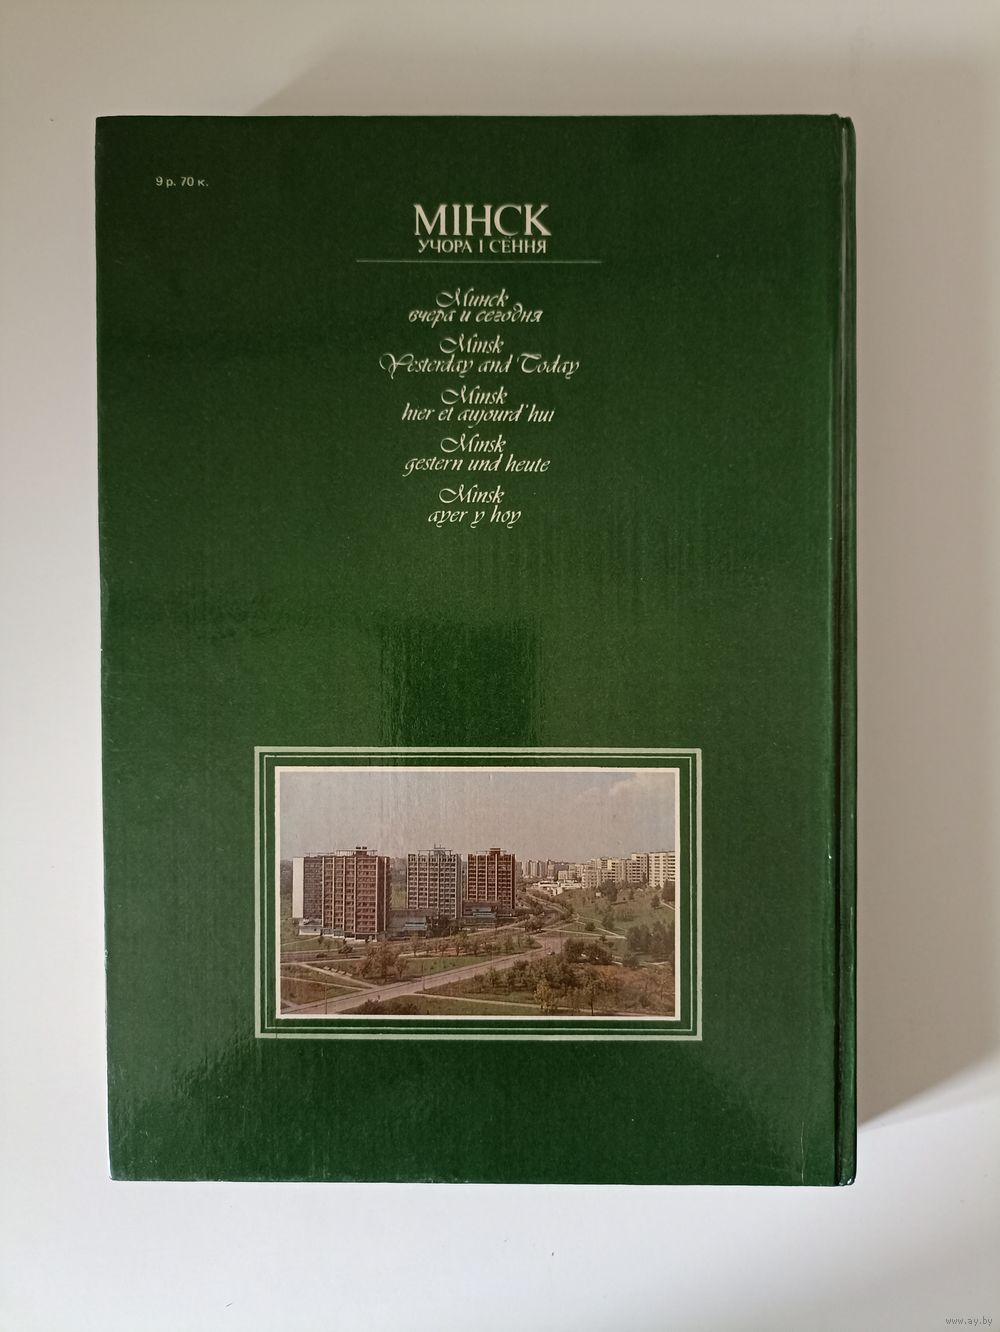 9 р. 70 к.
МІНСК
УЧОРА І СЁННЯ
Минск
вчера и сегодня
Minsk
Yesterday and Today
Minsk
hier et aujourd'hui
Minsk
gestern und heute
Minsk
ayer y hoy
www.ay.by